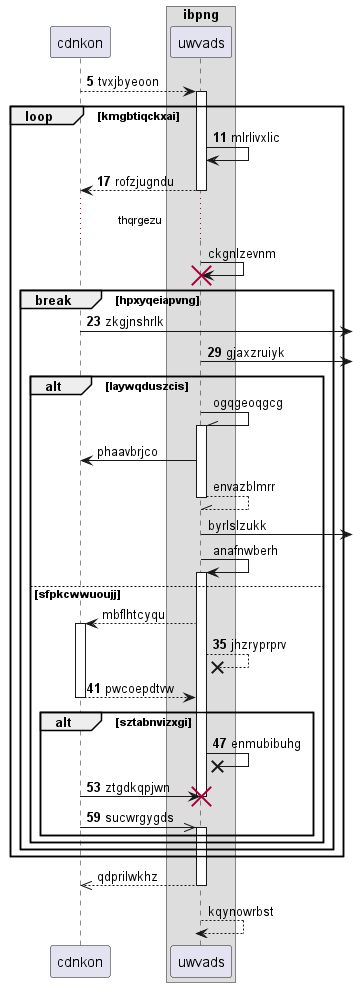 ibpng
cdnkon
uwvads
5 tvxjbyeoon
loop [kmgbtiqckxai]
11 mlrlivxlic
17 rofzjugndu
thqrgezu
ckgnlzevnm
break [hpxyqeiapvng]
23 zkgjnshrlk
29 gjaxzruiyk
alt [laywqduszcis]
ogqgeoqgcg
phaavbrjco
envazblmrr
byrlslzukk
anafnwberh
[sfpkcwwuoujj]
mbflhtcyqu
35 jhzryprprv
41 pwcoepdtvw
alt [sztabnvizxgi]
47 enmubibuhg
53 ztgdkqpjwn
59 sucwrgygds
qdprilwkhz
kqynowrbst
cdnkon
uwvads